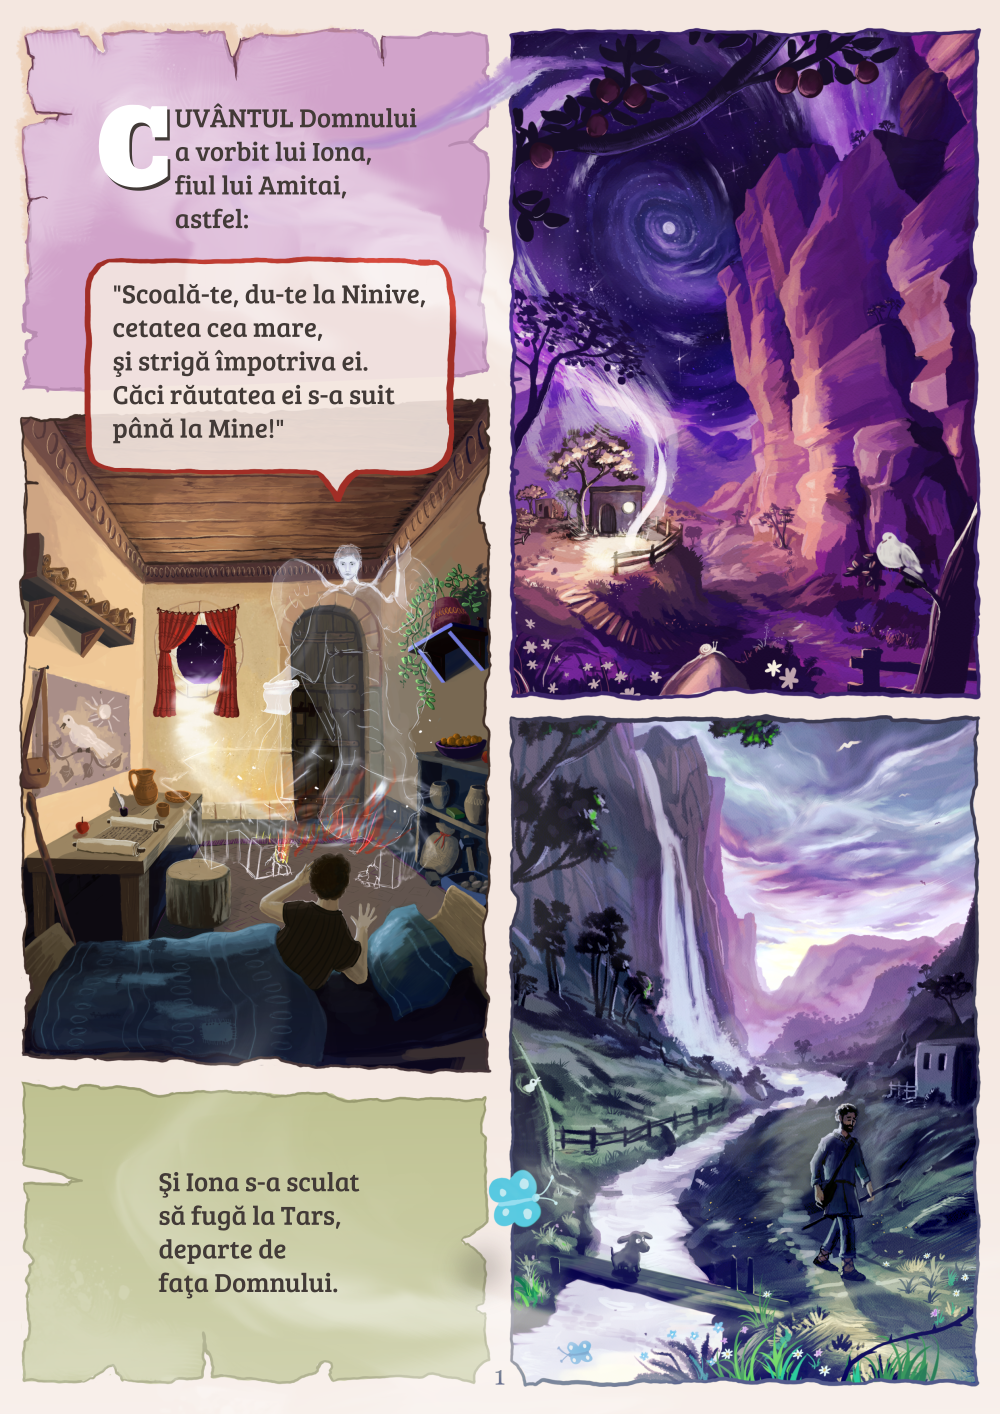 CUVÂNTUL Domnului
a vorbit lui Iona,
fiul lui Amitai,
astfel:
"Scoală-te, du-te la Ninive,
cetatea cea mare,
şi strigă împotriva ei.
Căci răutatea ei s-a suit
până la Mine!"
Şi Iona s-a sculat
să fugă la Tars,
departe de
faţa Domnului.
1